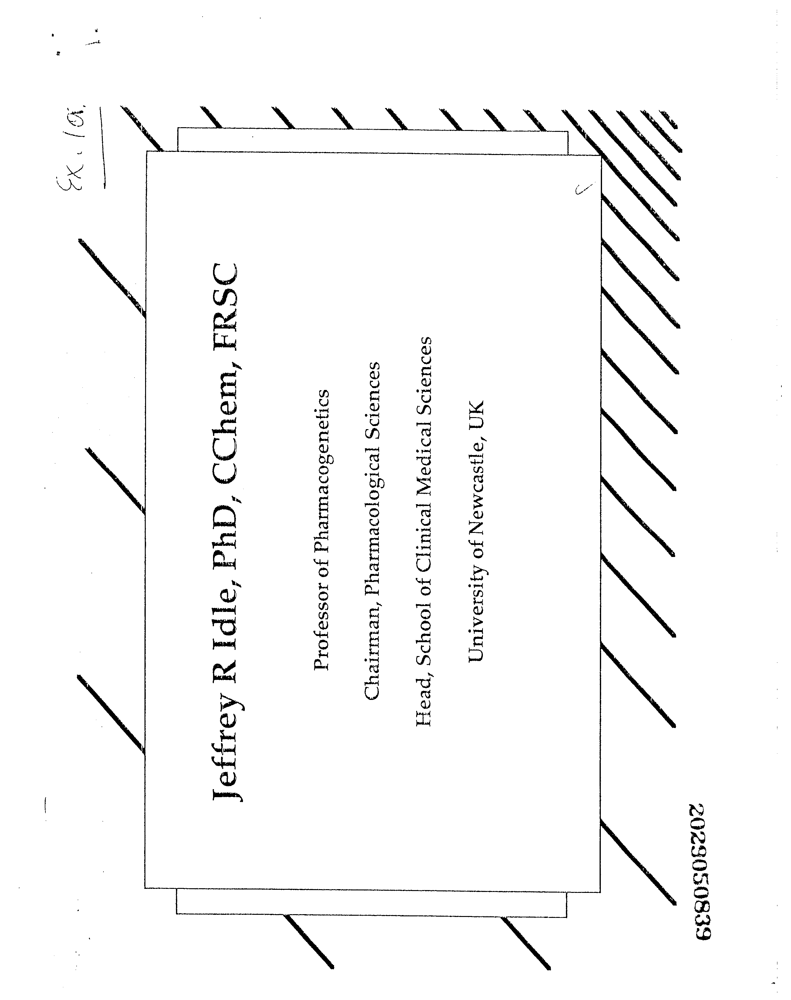 Ex. 1a.
Jeffrey R Idle, PhD, CChem, FRSC
Professor of Pharmacogenetics
Chairman, Pharmacological Sciences
Head, School of Clinical Medical Sciences
University of Newcastle, UK
2029050839